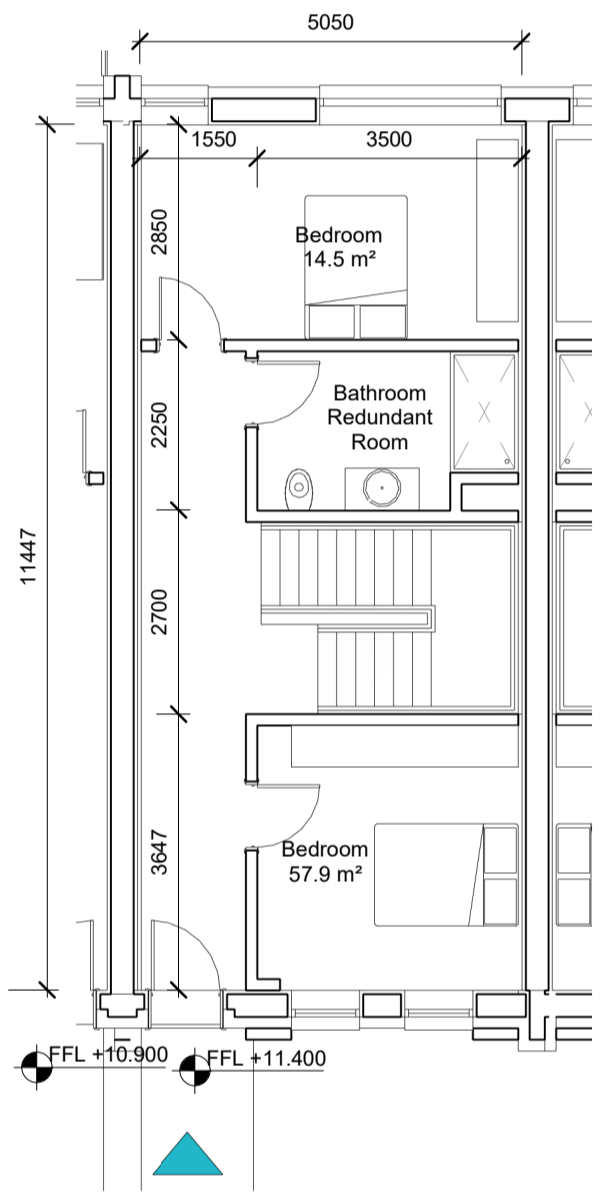 5050
1550
3500
2850
Bedroom
14.5 m²
2250
Bathroom
Redundant
Room
11447
2700
3647
Bedroom
57.9 m²
FFL +10.900
FFL +11.400